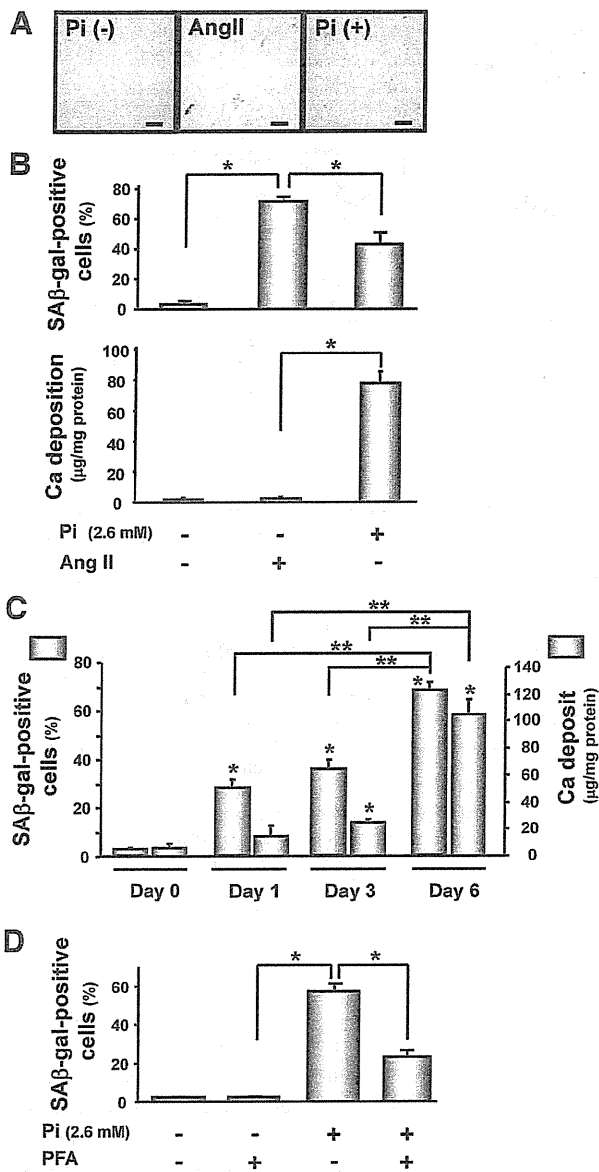 A
Pi (-) AngII Pi (+)
B
* *
SAβ-gal-positive
cells (%)
80
60
40
20
0
*
Ca deposition
(µg/mg protein)
100
80
60
40
20
0
Pi (2.6 mM) - - +
Ang II - + -
C
**
**
**
**
SAβ-gal-positive
cells (%)
80
60
40
20
0
* * * * *
140
120
100
80
60
40
20
0
Ca deposit
(µg/mg protein)
Day 0 Day 1 Day 3 Day 6
D
* *
SAβ-gal-positive
cells (%)
60
40
20
0
Pi (2.6 mM) - - + +
PFA - + - +